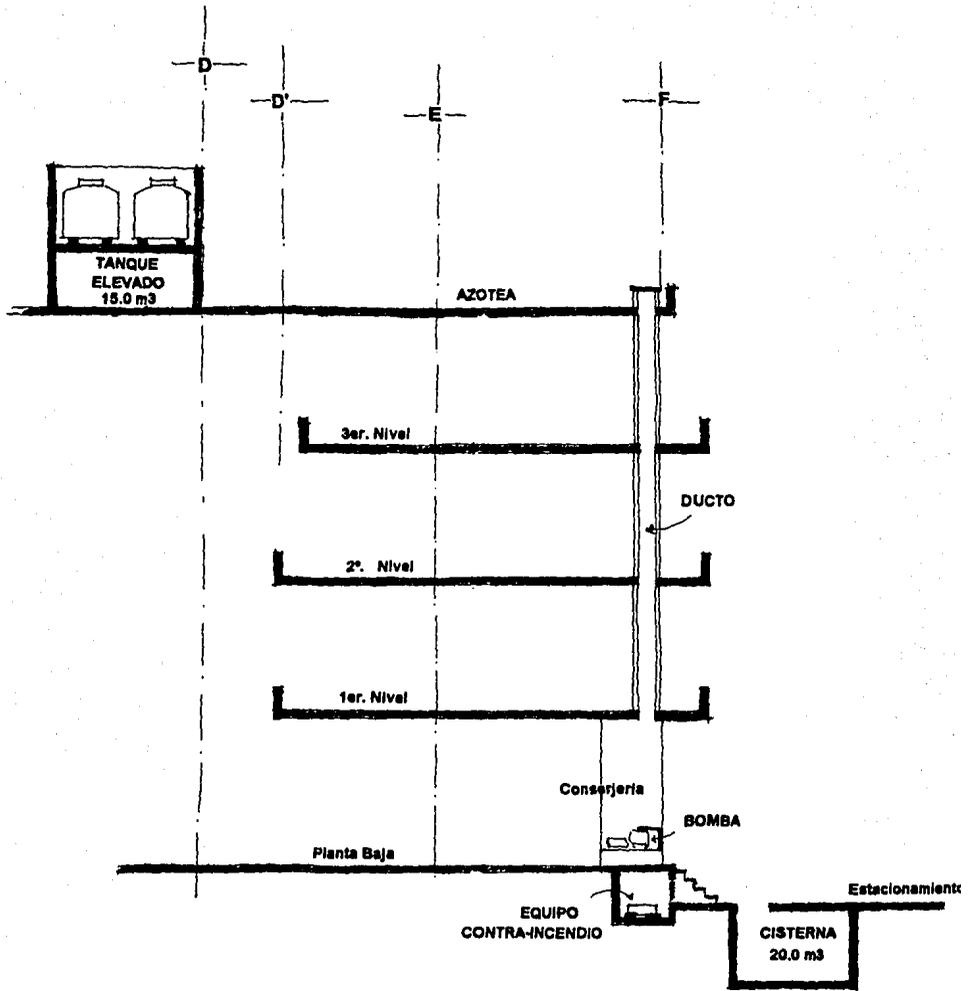 D
D'
E
F
TANQUE
ELEVADO
15.0 m3
AZOTEA
3er. Nivel
DUCTO
2º. Nivel
1er. Nivel
Conserjeria
BOMBA
Planta Baja
Estacionamiento
EQUIPO
CONTRA-INCENDIO
CISTERNA
20.0 m3